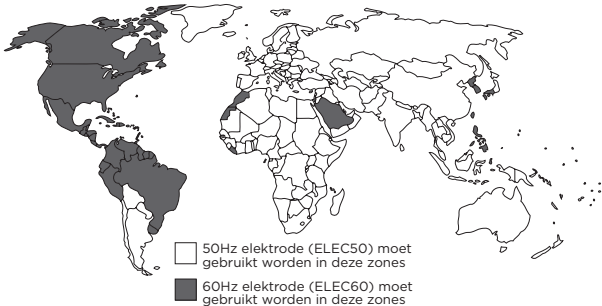 50Hz elektrode (ELEC50) moet
gebruikt worden in deze zones
60Hz elektrode (ELEC60) moet
gebruikt worden in deze zones